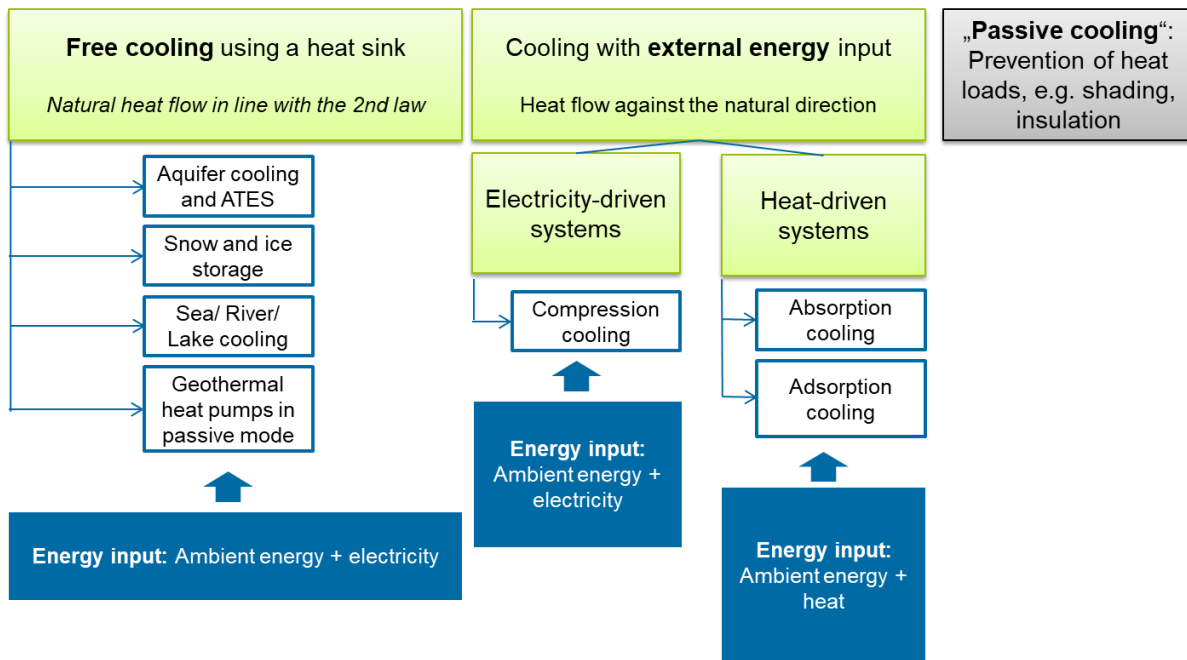 Free cooling using a heat sink
Natural heat flow in line with the 2nd law
Aquifer cooling
and ATES
Snow and ice
storage
Sea/ River/
Lake cooling
Geothermal
heat pumps in
passive mode
Energy input: Ambient energy + electricity
Cooling with external energy input
Heat flow against the natural direction
Electricity-driven
systems
Compression
cooling
Energy input:
Ambient energy +
electricity
Heat-driven
systems
Absorption
cooling
Adsorption
cooling
Energy input:
Ambient energy +
heat
„Passive cooling“:
Prevention of heat
loads, e.g. shading,
insulation